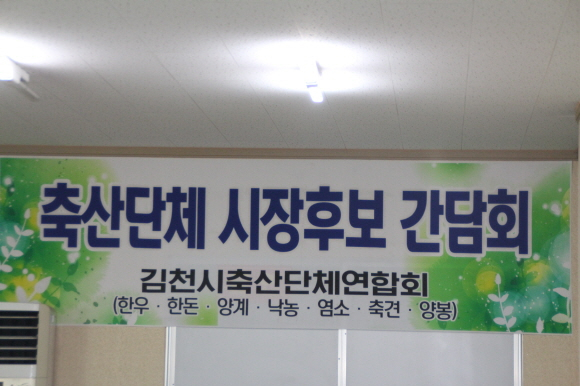 축산단체 시장후보 간담회
김천시축산단체연합회
(한우 · 한돈 · 양계 · 낙농 · 염소 · 축견 · 양봉)